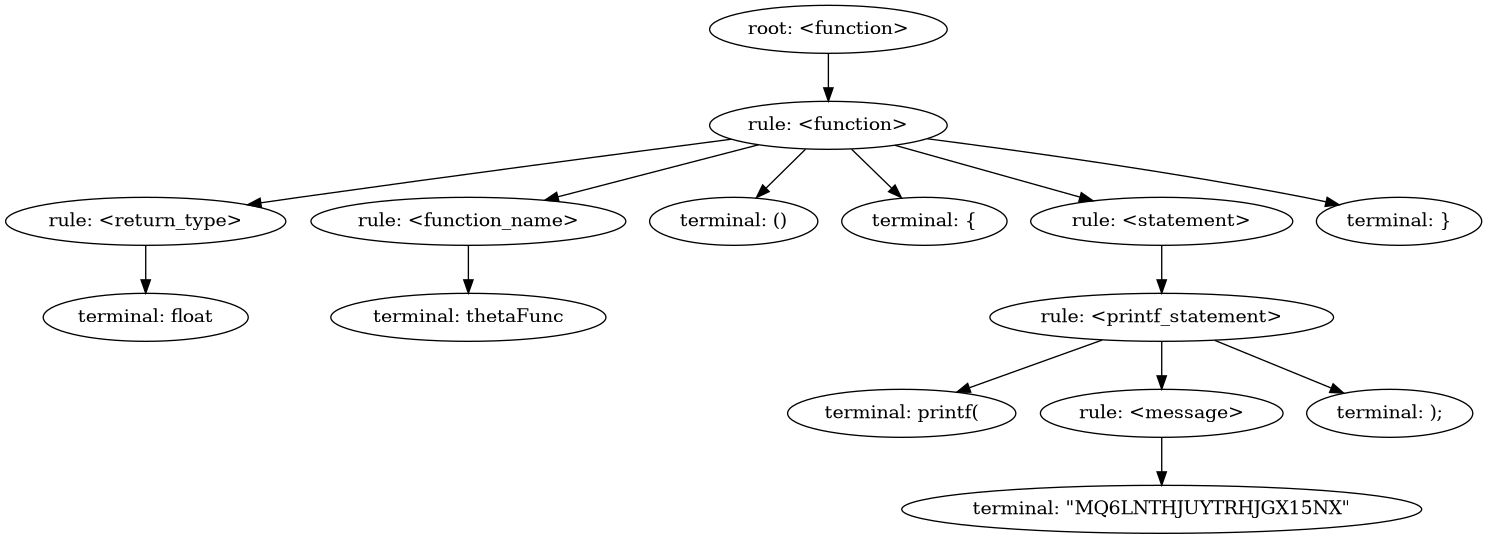 root: <function>
rule: <function>
rule: <return_type>
rule: <function_name>
terminal: ()
terminal: {
rule: <statement>
terminal: }
terminal: float
terminal: thetaFunc
rule: <printf_statement>
terminal: printf(
rule: <message>
terminal: );
terminal: "MQ6LNTHJUYTRHJGX15NX"